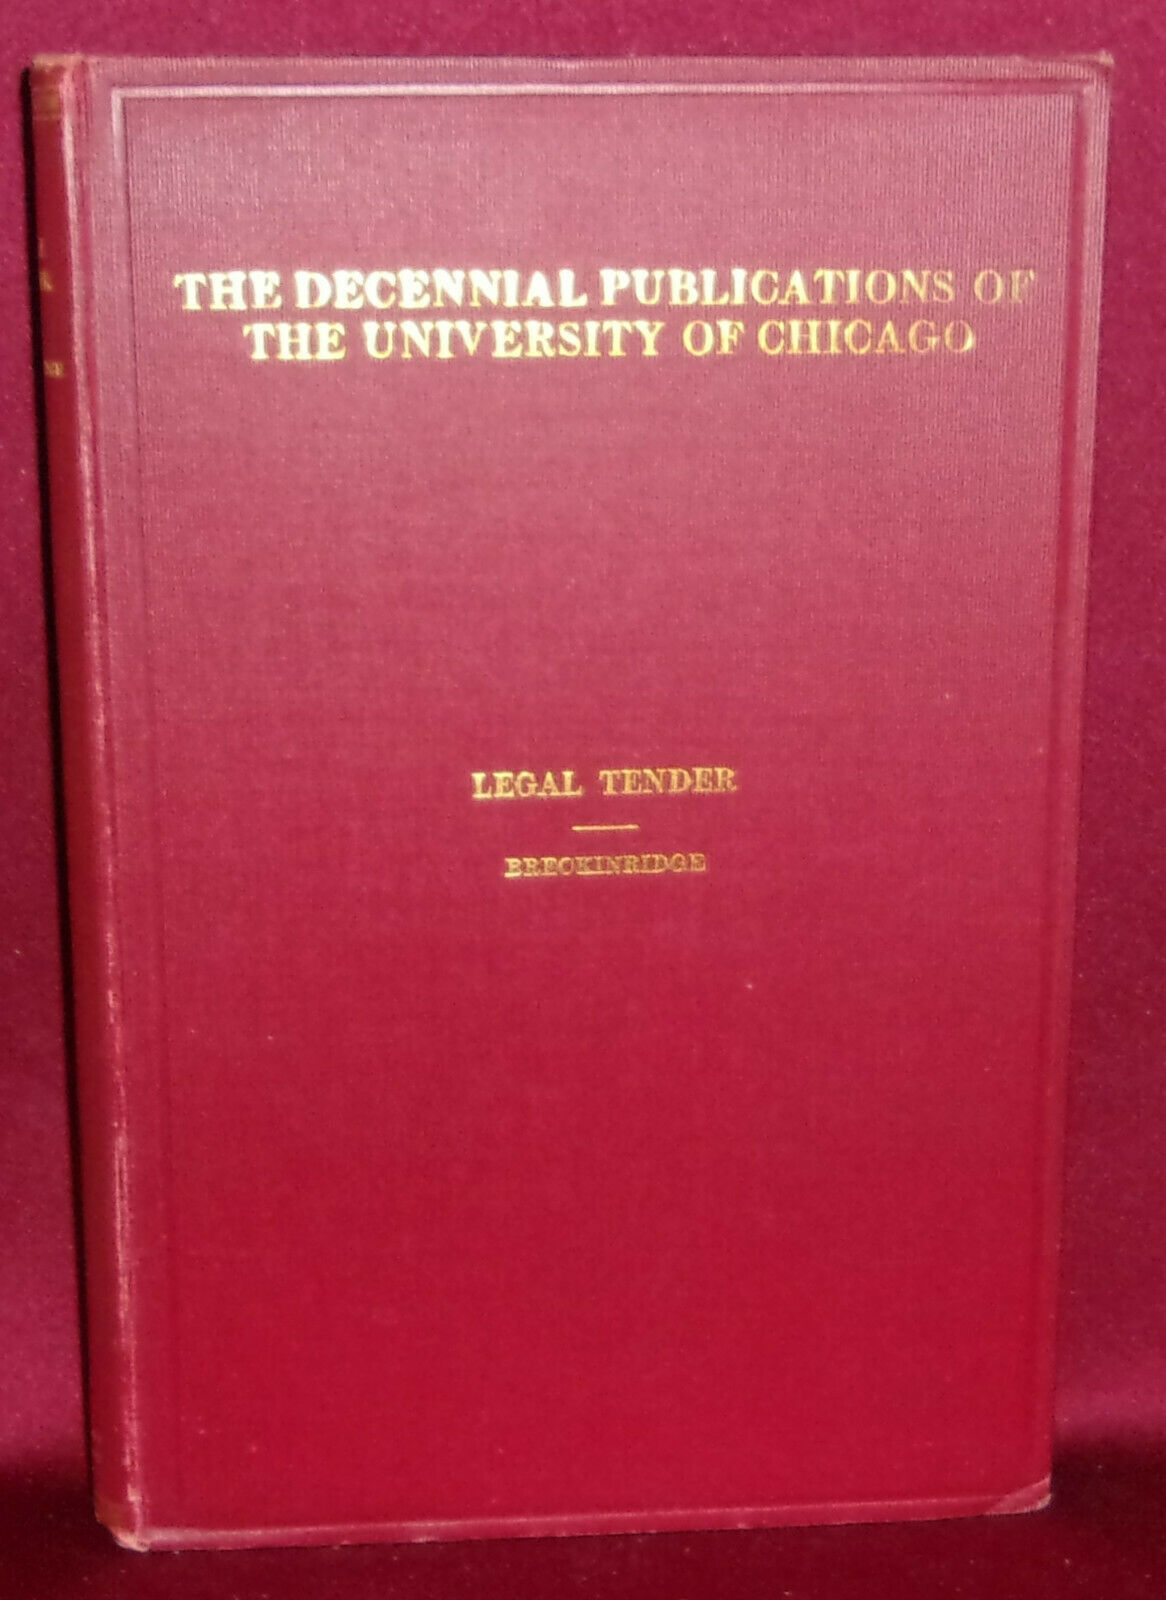 THE DECENNIAL PUBLICATIONS OF
THE UNIVERSITY OF CHICAGO
LEGAL TENDER
BRECKINRIDGE